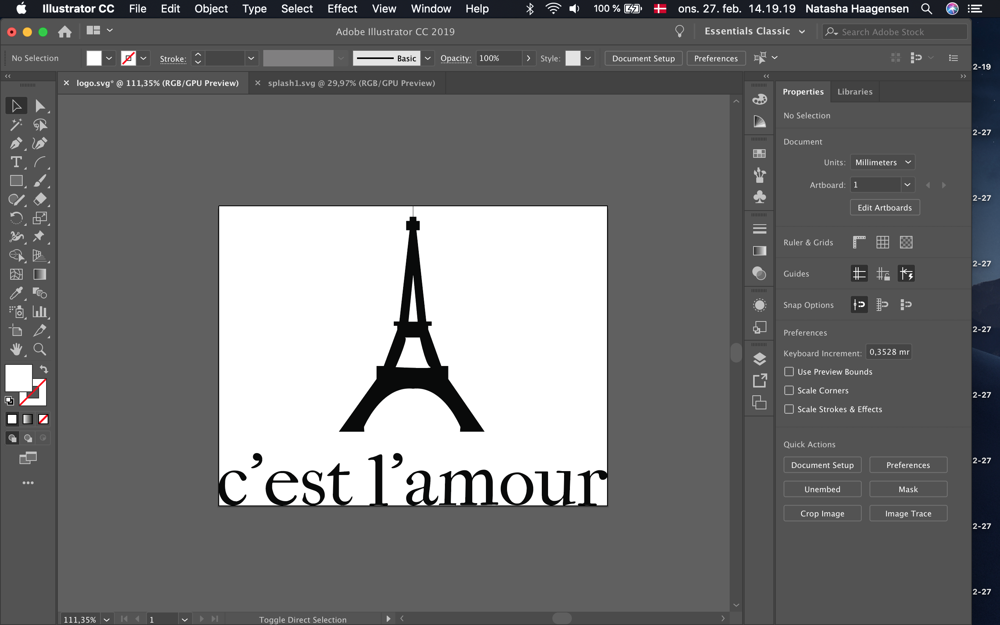 Illustrator CC File Edit Object Type Select Effect View Window Help 100 % ons. 27. feb. 14.19.19 Natasha Haagensen
Adobe Illustrator CC 2019 Essentials Classic Search Adobe Stock
No Selection Stroke: Basic Opacity: 100% Style: Document Setup Preferences
2-19
logo.svg* @ 111,35% (RGB/GPU Preview) splash1.svg @ 29,97% (RGB/GPU Preview)
Properties Libraries
No Selection
2-27
Document
Units: Millimeters
Artboard: 1
2-27
Edit Artboards
Ruler & Grids
2-27
Guides
Snap Options
2-27
Preferences
Keyboard Increment: 0,3528 mr
Use Preview Bounds
Scale Corners
2-27
Scale Strokes & Effects
Quick Actions
2-27
Document Setup Preferences
Unembed Mask
Crop Image Image Trace
2-27
2-27
c’est l’amour
111,35% 1 Toggle Direct Selection